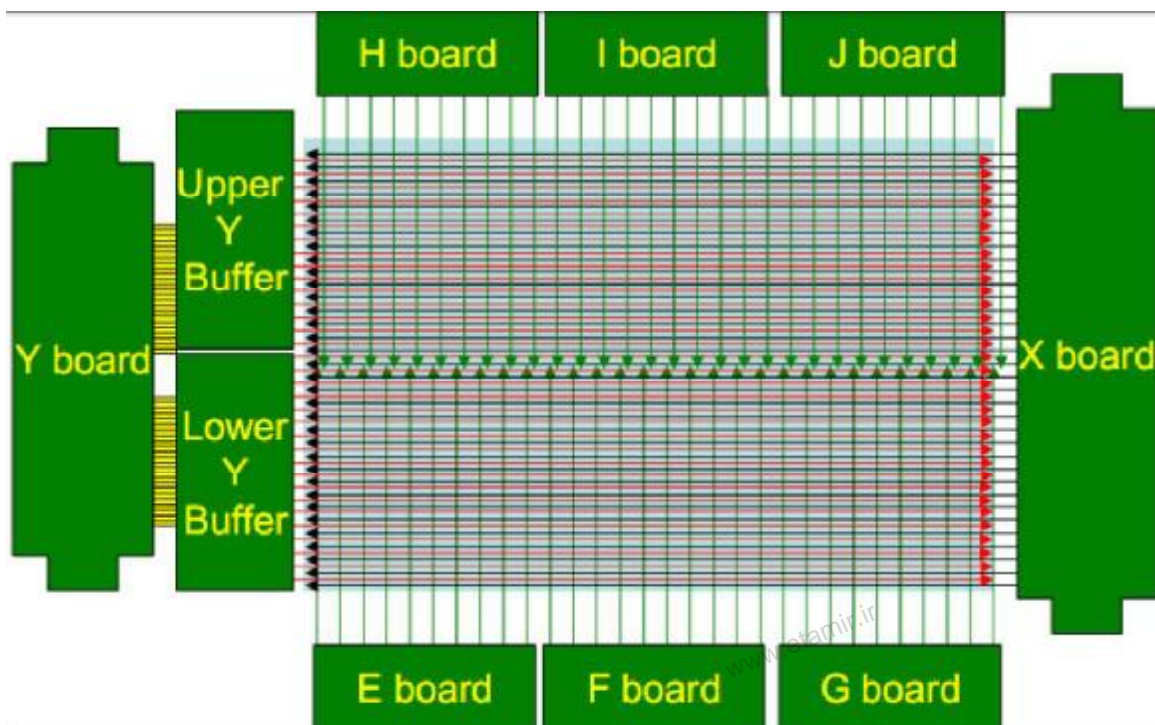 H board
I board
J board
Upper
Y
Buffer
Y board
X board
Lower
Y
Buffer
E board
F board
G board
www.etamir.ir